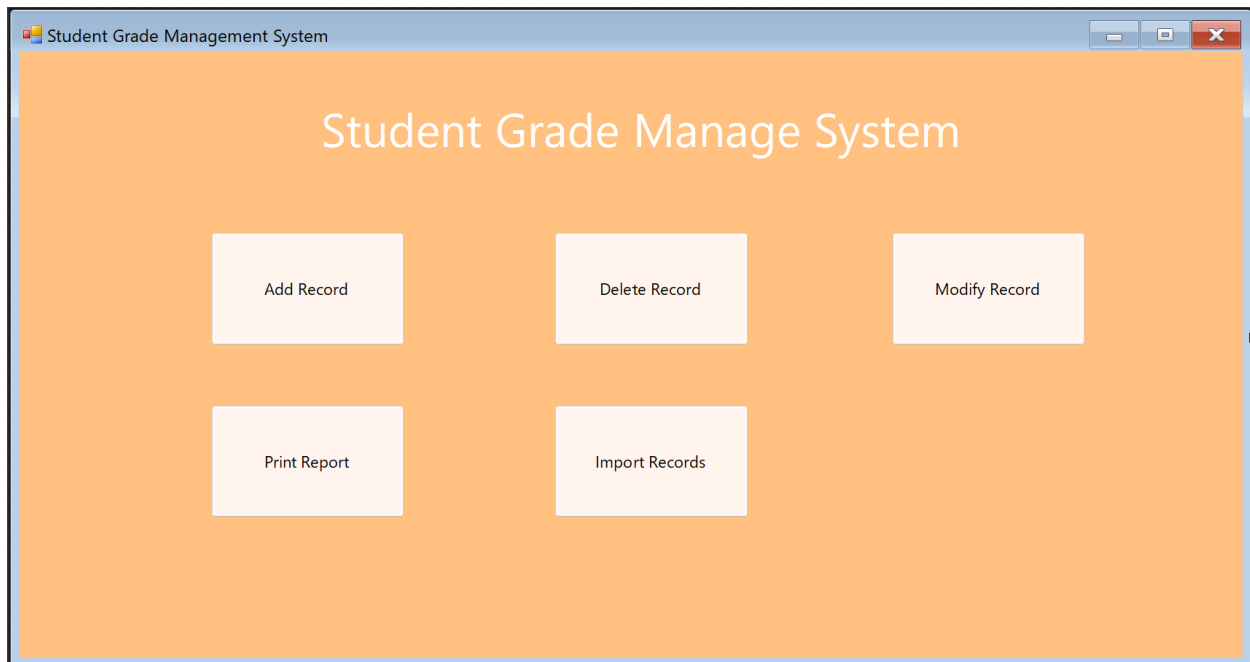 Student Grade Management System
Student Grade Manage System
Add Record
Delete Record
Modify Record
Print Report
Import Records